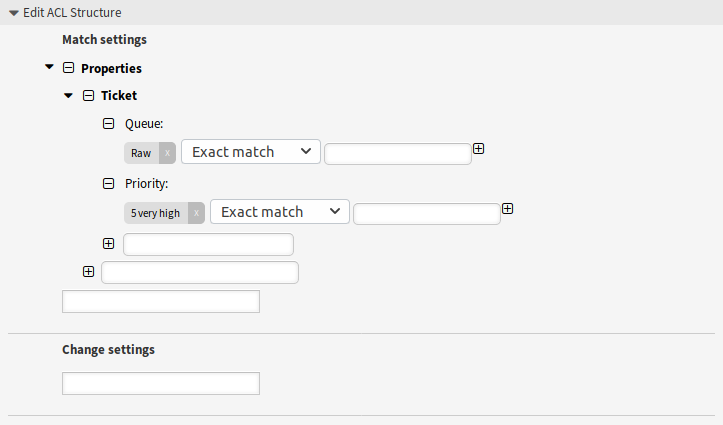 Edit ACL Structure
Match settings
Properties
Ticket
Queue:
Raw x Exact match
Priority:
5 very high x Exact match
Change settings